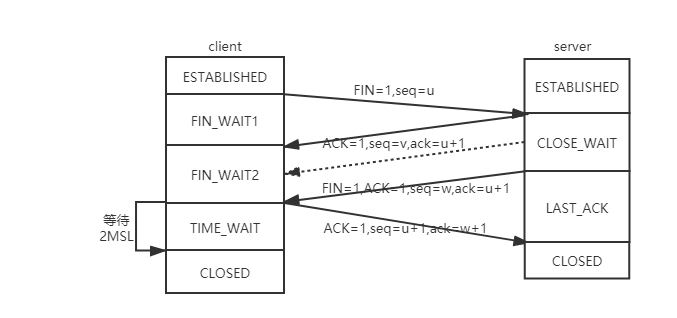 client
server
ESTABLISHED
ESTABLISHED
FIN=1,seq=u
FIN_WAIT1
ACK=1,seq=v,ack=u+1
CLOSE_WAIT
FIN_WAIT2
FIN=1,ACK=1,seq=w,ack=u+1
LAST_ACK
等待
2MSL
TIME_WAIT
ACK=1,seq=u+1,ack=w+1
CLOSED
CLOSED